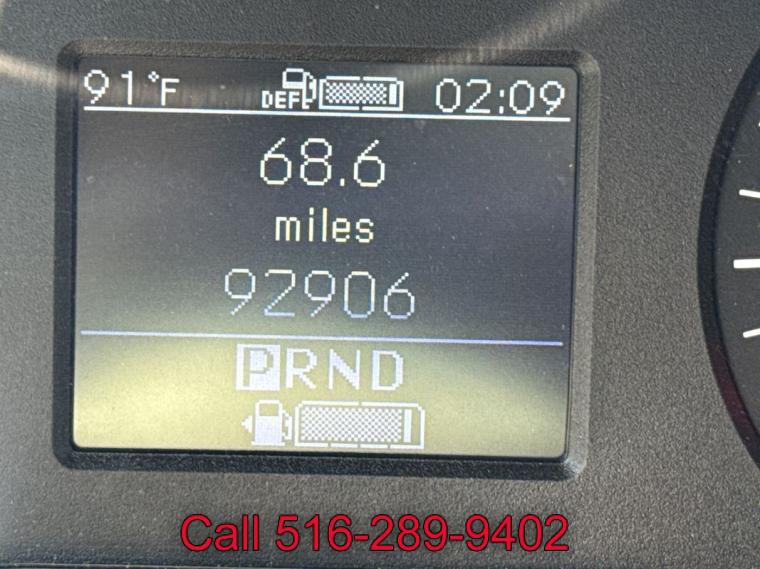 91°F DEF 02:09
68.6
miles
92906
PRND
Call 516-289-9402